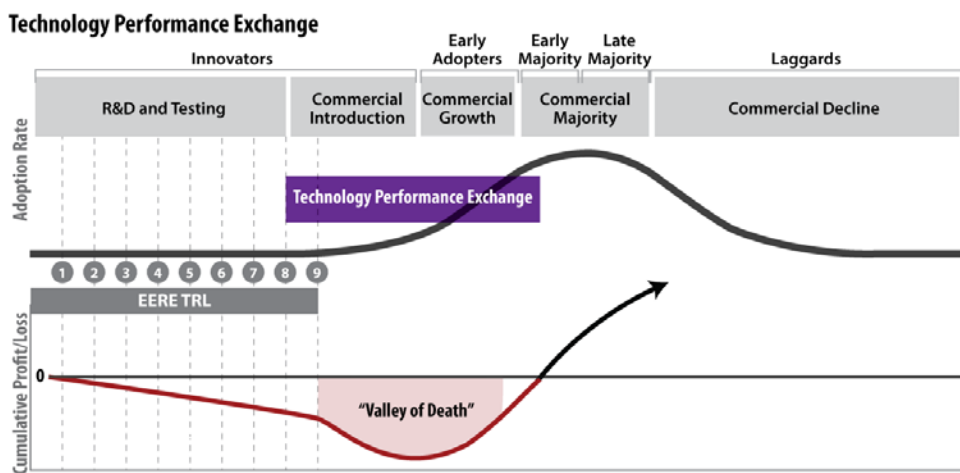 Technology Performance Exchange
Innovators
Early
Adopters
Early
Majority
Late
Majority
Laggards
R&D and Testing
Commercial
Introduction
Commercial
Growth
Commercial
Majority
Commercial Decline
Adoption Rate
Technology Performance Exchange
1 2 3 4 5 6 7 8 9
EERE TRL
Cumulative Profit/Loss
0
"Valley of Death"